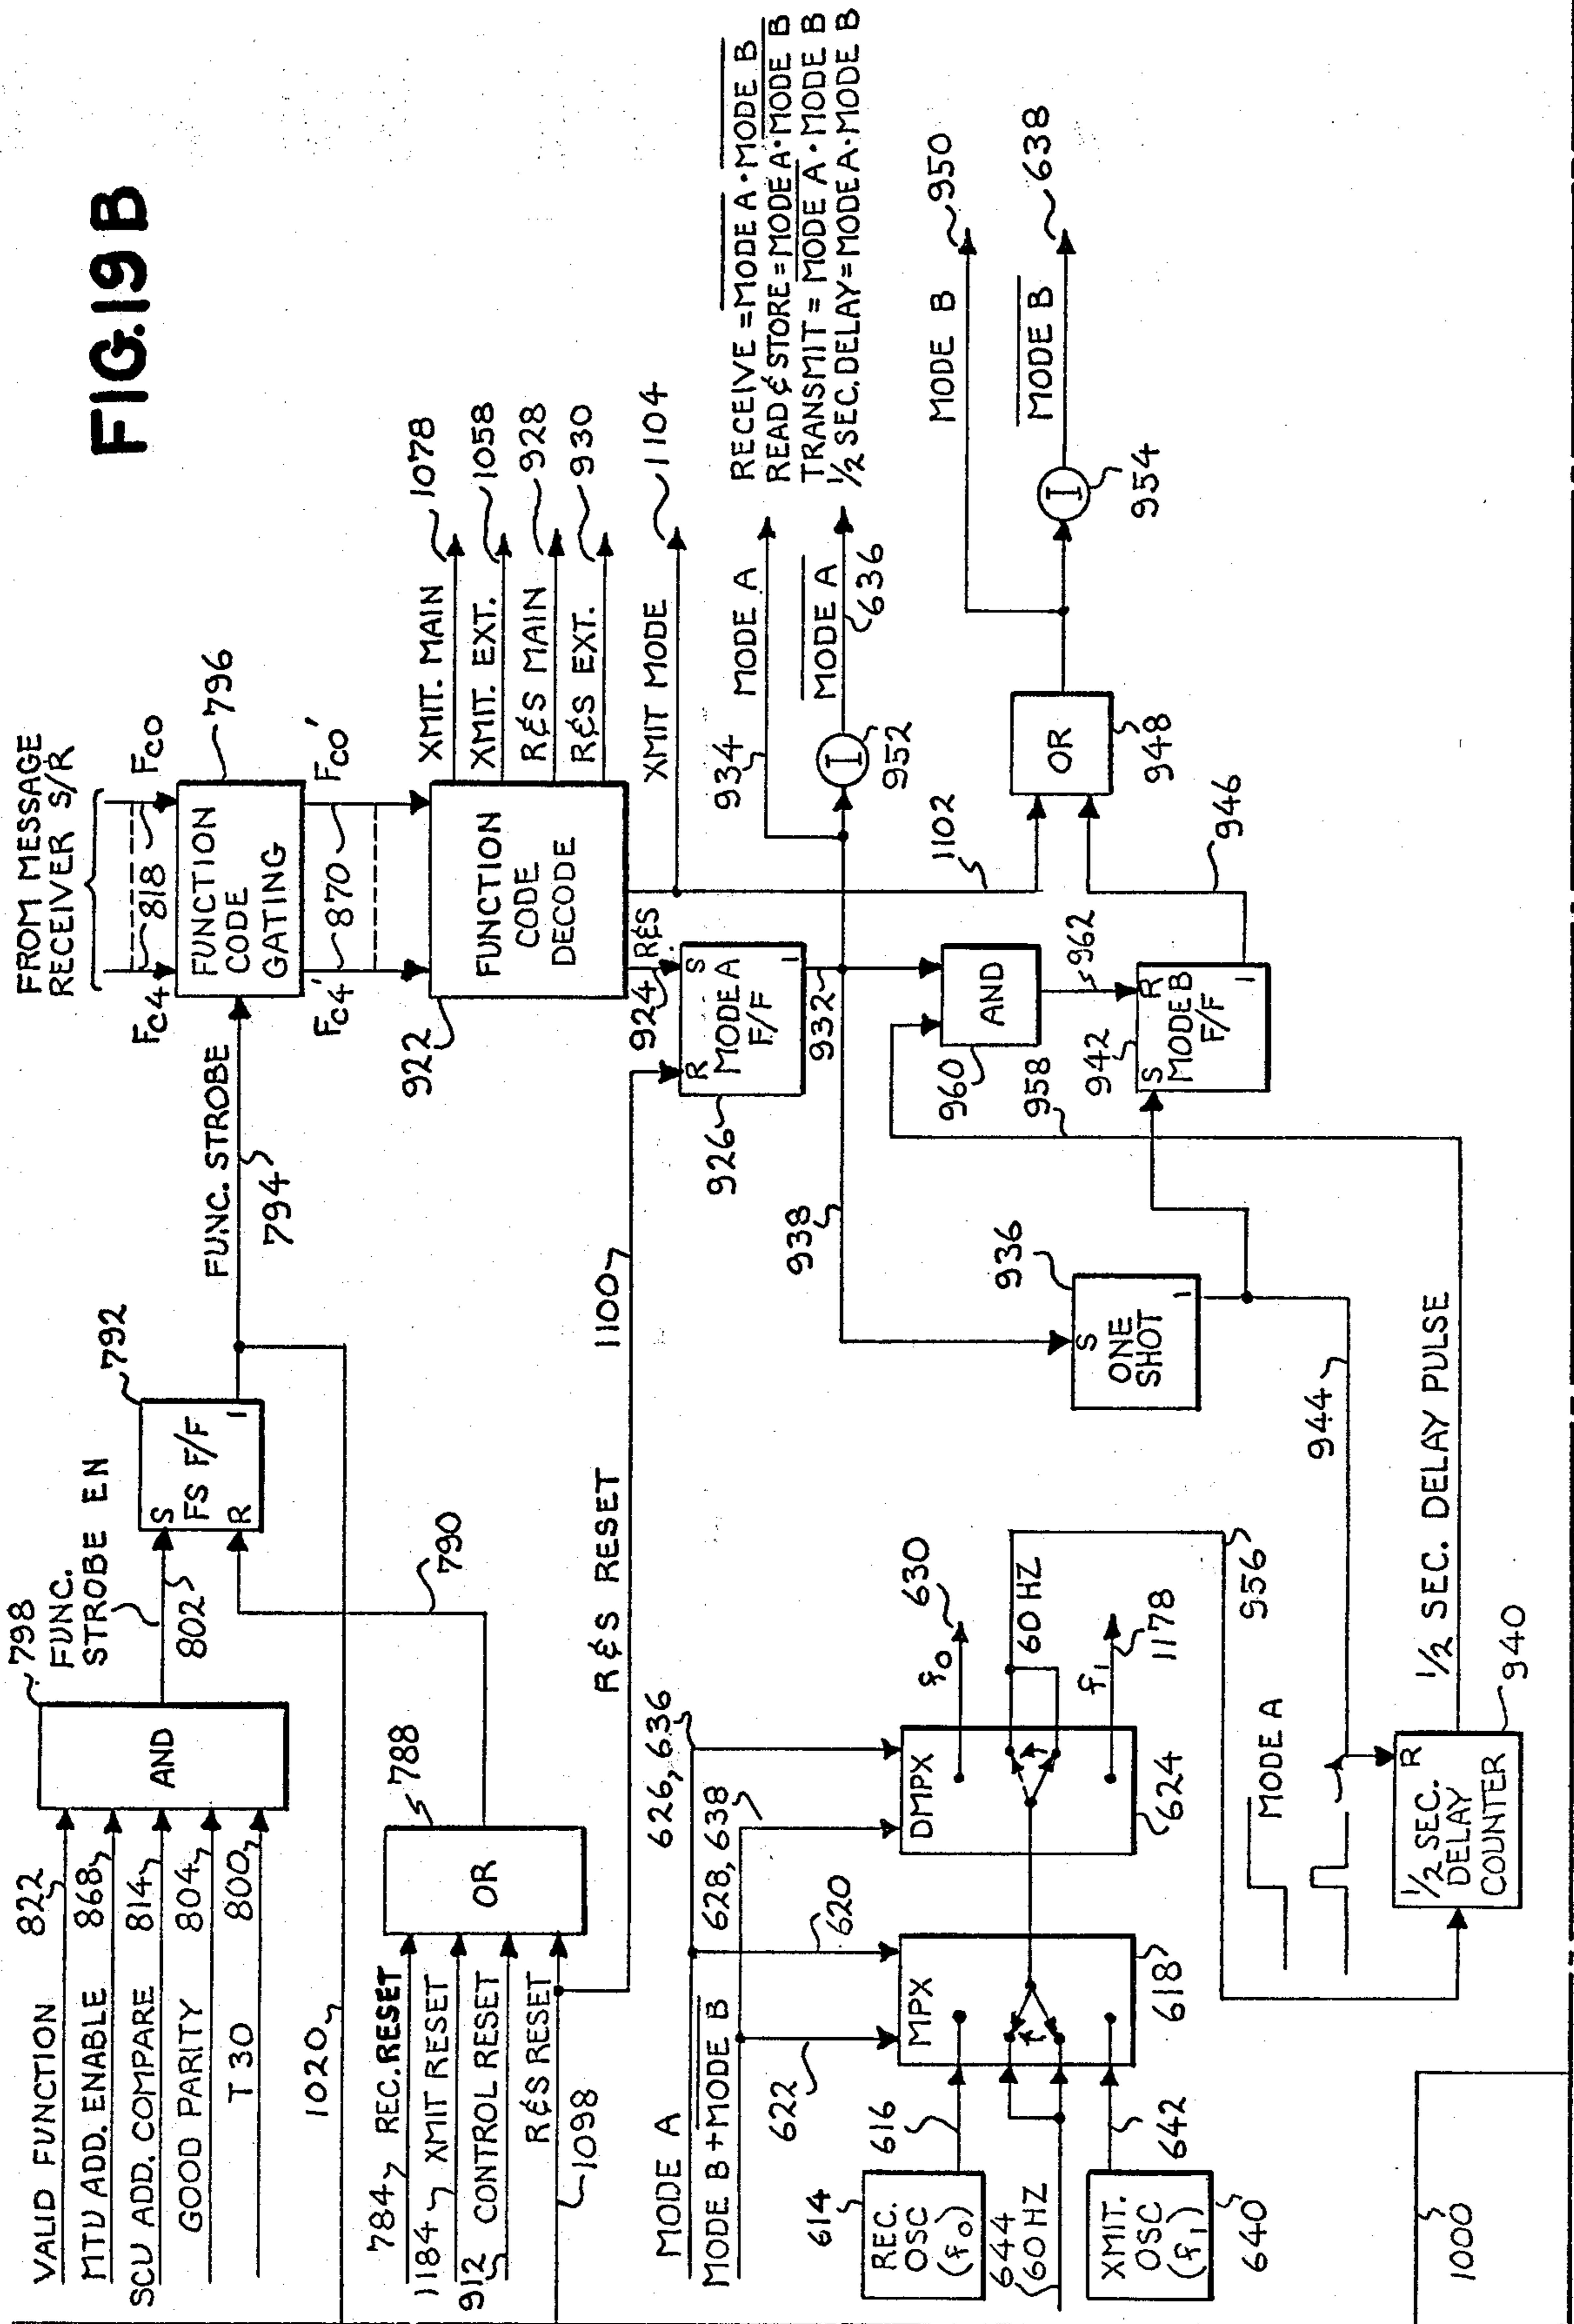 FIG.19B
FROM MESSAGE
RECEIVER S/R
Fc4
818
Fco
FUNCTION
CODE
GATING
796
Fc4'
870
Fco'
FUNCTION
CODE
DECODE
922
XMIT. MAIN
1078
XMIT. EXT.
1058
R&S MAIN
928
R&S EXT.
930
XMIT MODE
1104
798
FUNC.
STROBE EN
802
VALID FUNCTION 822
MTU ADD. ENABLE 868
SCU ADD. COMPARE 814
GOOD PARITY 804
T 30 800
AND
S
FS F/F
R
1
792
FUNC. STROBE
794
1020
790
784 REC.RESET
1184 XMIT RESET
912 CONTROL RESET
R&S RESET
1098
OR
788
R&S RESET
1100
924
R&S
R
S
MODE A
F/F
1
926
932
934
MODE A
MODE A
636
I
952
RECEIVE = MODE A · MODE B
READ & STORE = MODE A · MODE B
TRANSMIT = MODE A · MODE B
1/2 SEC. DELAY = MODE A · MODE B
1102
OR
948
MODE B
950
MODE B
638
I
954
938
AND
960
958
962
942
S
R
MODE B
F/F
1
946
S
ONE
SHOT
1
936
944
1/2 SEC. DELAY PULSE
MODE A
MODE B + MODE B
626, 636
628, 638
622
620
MPX
618
DMPX
624
f0
630
60 HZ
f1
1178
956
614
REC.
OSC
(f0)
616
644
60 HZ
XMIT.
OSC
(f1)
642
640
MODE A
1/2 SEC.
DELAY
COUNTER
R
940
1000